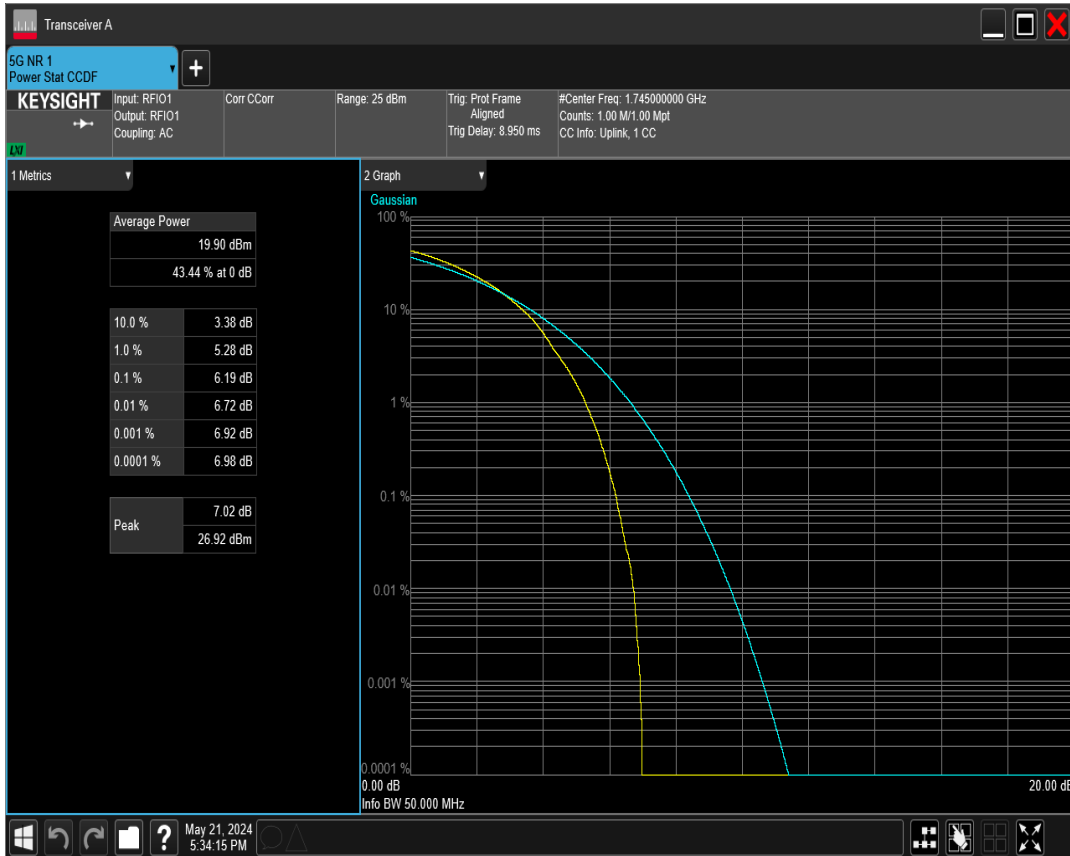 Transceiver A
5G NR 1
Power Stat CCDF
KEYSIGHT
LXI
Input: RFIO1
Output: RFIO1
Coupling: AC
Corr CCorr
Range: 25 dBm
Trig: Prot Frame
Aligned
Trig Delay: 8.950 ms
#Center Freq: 1.745000000 GHz
Counts: 1.00 M/1.00 Mpt
CC Info: Uplink, 1 CC
1 Metrics
Average Power
19.90 dBm
43.44 % at 0 dB
10.0 % 3.38 dB
1.0 % 5.28 dB
0.1 % 6.19 dB
0.01 % 6.72 dB
0.001 % 6.92 dB
0.0001 % 6.98 dB
Peak
7.02 dB
26.92 dBm
2 Graph
Gaussian
100 %
10 %
1 %
0.1 %
0.01 %
0.001 %
0.0001 %
0.00 dB 20.00 dB
Info BW 50.000 MHz
?
May 21, 2024
5:34:15 PM